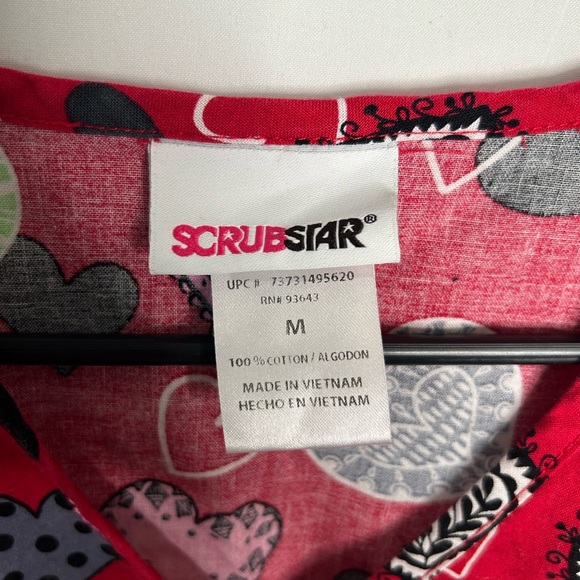 SCRUBSTAR®
UPC # 73731495620
RN# 93643
M
100% COTTON / ALGODON
MADE IN VIETNAM
HECHO EN VIETNAM